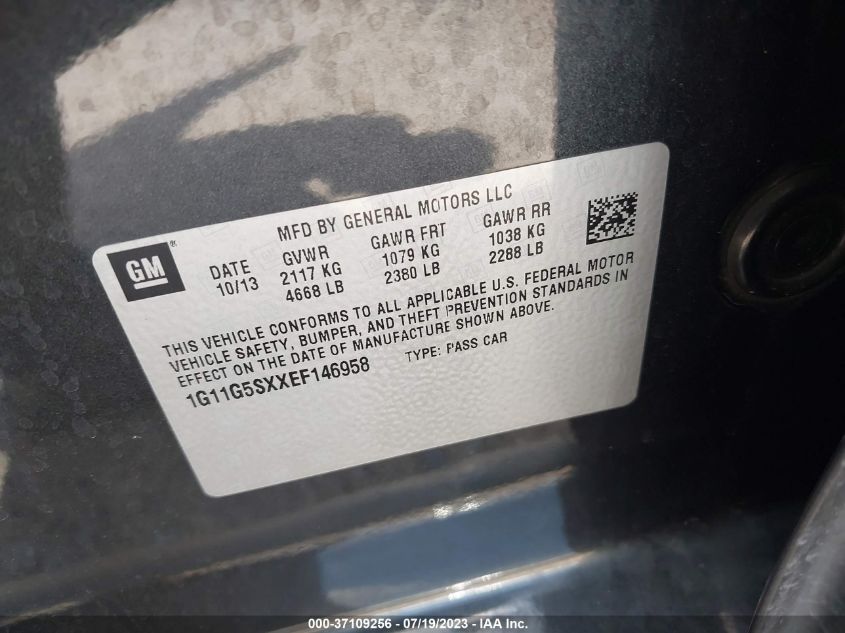 MFD BY GENERAL MOTORS LLC
GM®
DATE GVWR GAWR FRT GAWR RR
10/13 2117 KG 1079 KG 1038 KG
4668 LB 2380 LB 2288 LB
THIS VEHICLE CONFORMS TO ALL APPLICABLE U.S. FEDERAL MOTOR
VEHICLE SAFETY, BUMPER, AND THEFT PREVENTION STANDARDS IN
EFFECT ON THE DATE OF MANUFACTURE SHOWN ABOVE.
1G11G5SXXEF146958 TYPE: PASS CAR
000-37109256 - 07/19/2023 - IAA Inc.